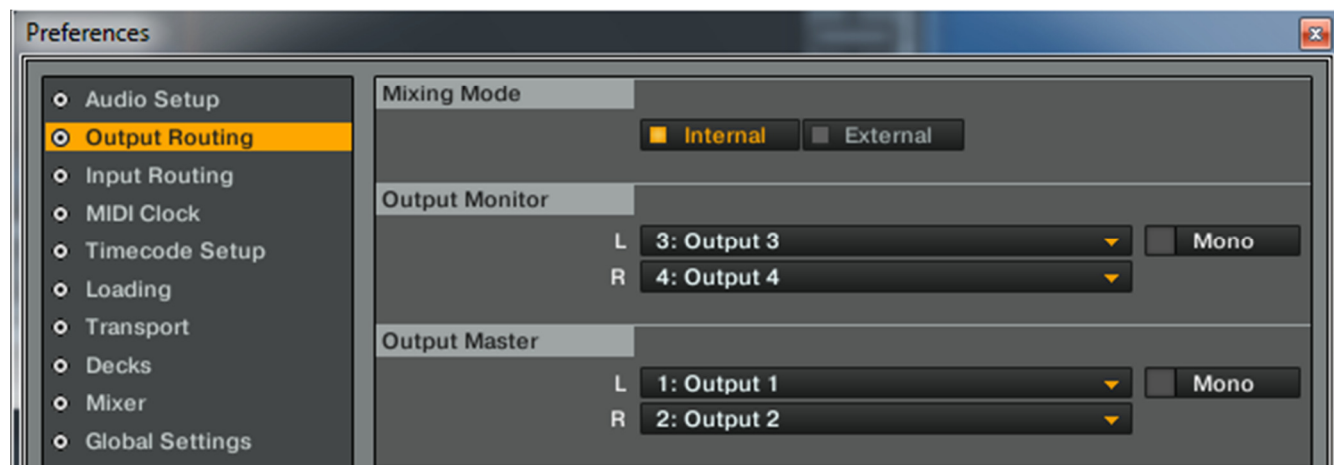 Preferences
Audio Setup
Output Routing
Input Routing
MIDI Clock
Timecode Setup
Loading
Transport
Decks
Mixer
Global Settings
Mixing Mode
Internal External
Output Monitor
L 3: Output 3 Mono
R 4: Output 4
Output Master
L 1: Output 1 Mono
R 2: Output 2